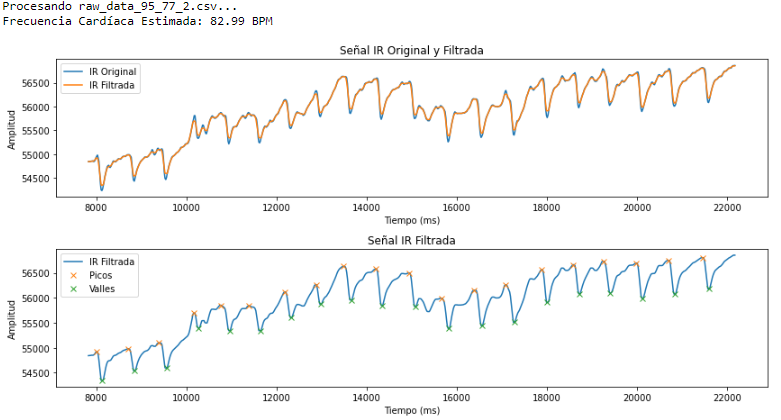 Procesando raw_data_95_77_2.csv...
Frecuencia Cardíaca Estimada: 82.99 BPM
Señal IR Original y Filtrada
IR Original
IR Filtrada
56500
56000
55500
55000
54500
Amplitud
8000 10000 12000 14000 16000 18000 20000 22000
Tiempo (ms)
Señal IR Filtrada
IR Filtrada
Picos
Valles
56500
56000
55500
55000
54500
Amplitud
8000 10000 12000 14000 16000 18000 20000 22000
Tiempo (ms)